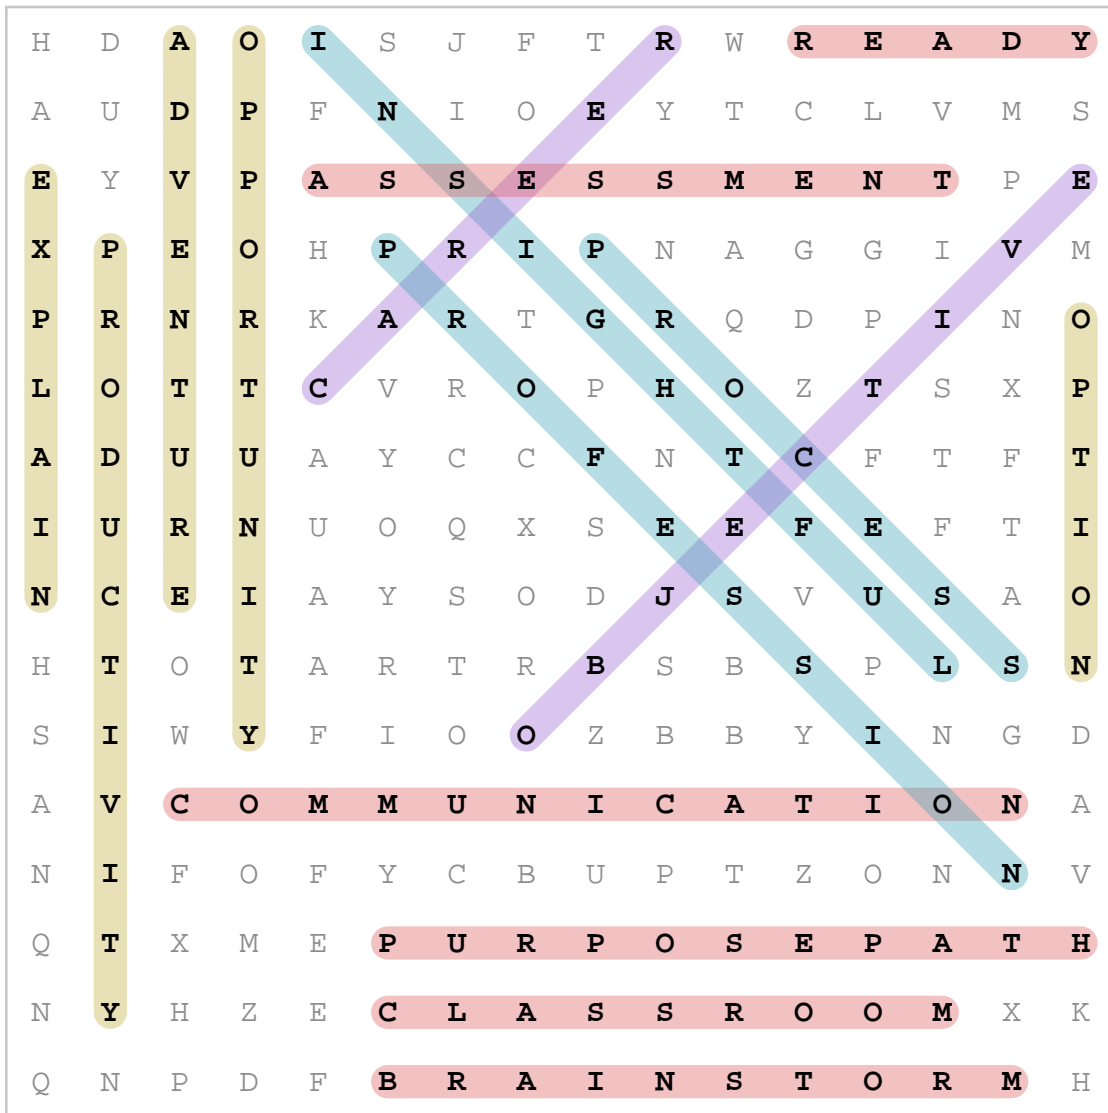 H D A O I S J F T R W R E A D Y
A U D P F N I O E Y T C L V M S
E Y V P A S S E S S M E N T P E
X P E O H P R I P N A G G I V M
P R N R K A R T G R Q D P I N O
L O T T C V R O P H O Z T S X P
A D U U A Y C C F N T C F T F T
I U R N U O Q X S E E F E F T I
N C E I A Y S O D J S V U S A O
H T O T A R T R B S B S P L S N
S I W Y F I O O Z B B Y I N G D
A V C O M M U N I C A T I O N A
N I F O F Y C B U P T Z O N N V
Q T X M E P U R P O S E P A T H
N Y H Z E C L A S S R O O M X K
Q N P D F B R A I N S T O R M H